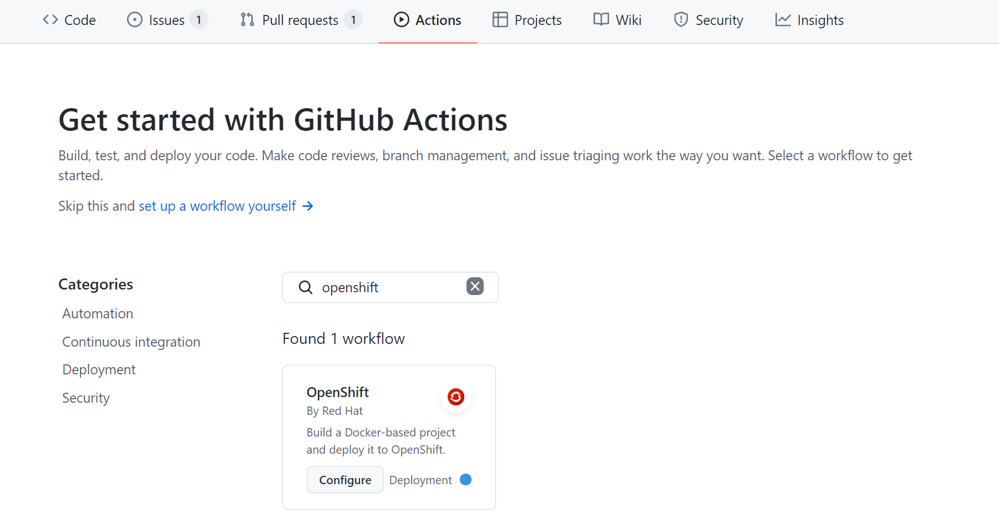 Code Issues 1 Pull requests 1 Actions Projects Wiki Security Insights
Get started with GitHub Actions
Build, test, and deploy your code. Make code reviews, branch management, and issue triaging work the way you want. Select a workflow to get
started.
Skip this and set up a workflow yourself →
Categories
Automation
Continuous integration
Deployment
Security
openshift
Found 1 workflow
OpenShift
By Red Hat
Build a Docker-based project
and deploy it to OpenShift.
Configure Deployment